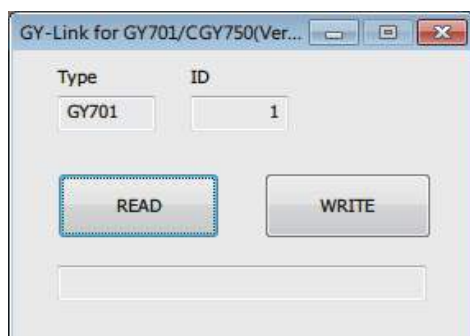 GY-Link for GY701/CGY750(Ver...
Type ID
GY701 1
READ WRITE